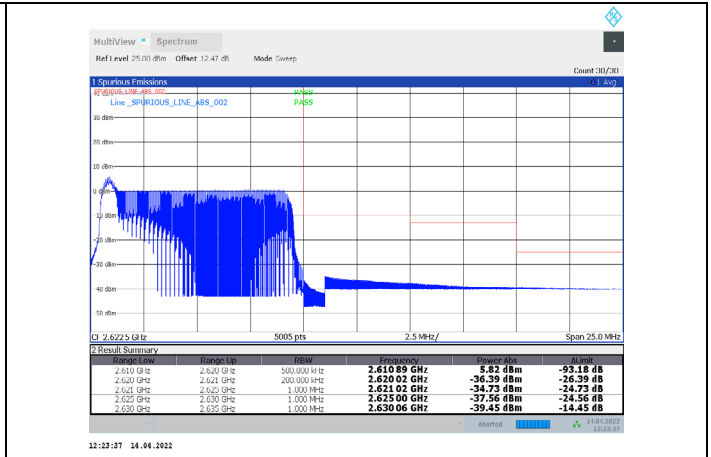 MultiView Spectrum
Ref Level 25.00 dBm Offset 12.47 dB Mode Sweep
Count 30/30
1 Spurious Emissions 1 Avg
SPURIOUS_LINE_ABS_002 PASS
Line _SPURIOUS_LINE_ABS_002 PASS
30 dBm
20 dBm
10 dBm
0 dBm
-10 dBm
-20 dBm
-30 dBm
-40 dBm
-50 dBm
CF 2.6225 GHz 5005 pts 2.5 MHz/ Span 25.0 MHz
2 Result Summary
Range Low Range Up RBW Frequency Power Abs ΔLimit
2.610 GHz 2.620 GHz 500.000 kHz 2.610 89 GHz 5.82 dBm -93.18 dB
2.620 GHz 2.621 GHz 200.000 kHz 2.620 02 GHz -36.39 dBm -26.39 dB
2.621 GHz 2.625 GHz 1.000 MHz 2.621 02 GHz -34.73 dBm -24.73 dB
2.625 GHz 2.630 GHz 1.000 MHz 2.625 00 GHz -37.56 dBm -24.56 dB
2.630 GHz 2.635 GHz 1.000 MHz 2.630 06 GHz -39.45 dBm -14.45 dB
Aborted 14.04.2022
12:23:37
12:23:37 14.04.2022